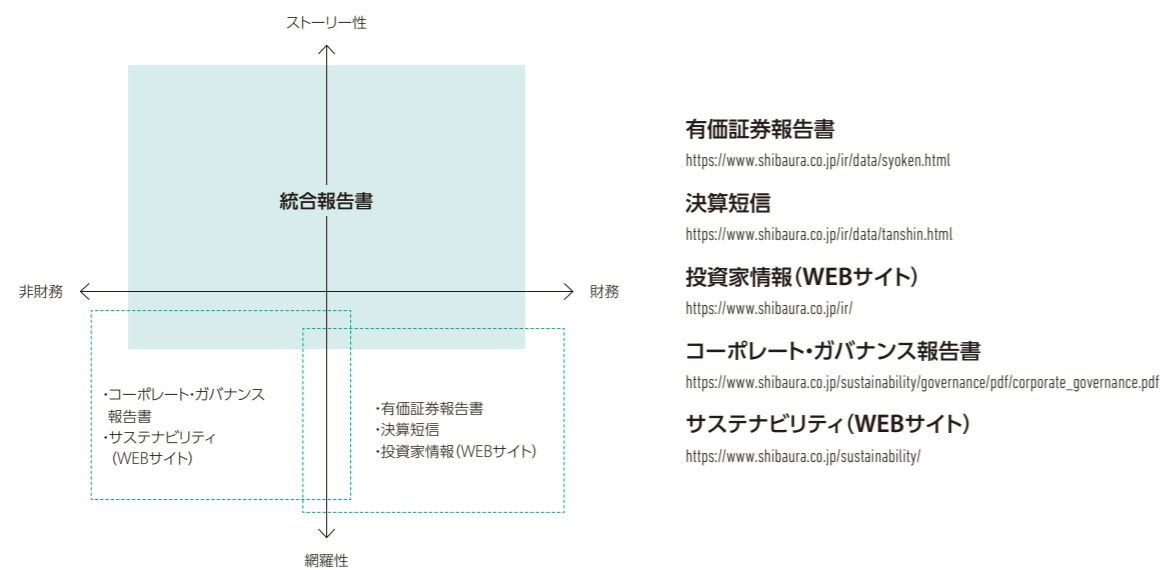 ストーリー性
統合報告書
非財務
財務
・コーポレート・ガバナンス
報告書
・サステナビリティ
（WEBサイト）
・有価証券報告書
・決算短信
・投資家情報（WEBサイト）
網羅性
有価証券報告書
https://www.shibaura.co.jp/ir/data/syoken.html
決算短信
https://www.shibaura.co.jp/ir/data/tanshin.html
投資家情報（WEBサイト）
https://www.shibaura.co.jp/ir/
コーポレート・ガバナンス報告書
https://www.shibaura.co.jp/sustainability/governance/pdf/corporate_governance.pdf
サステナビリティ（WEBサイト）
https://www.shibaura.co.jp/sustainability/